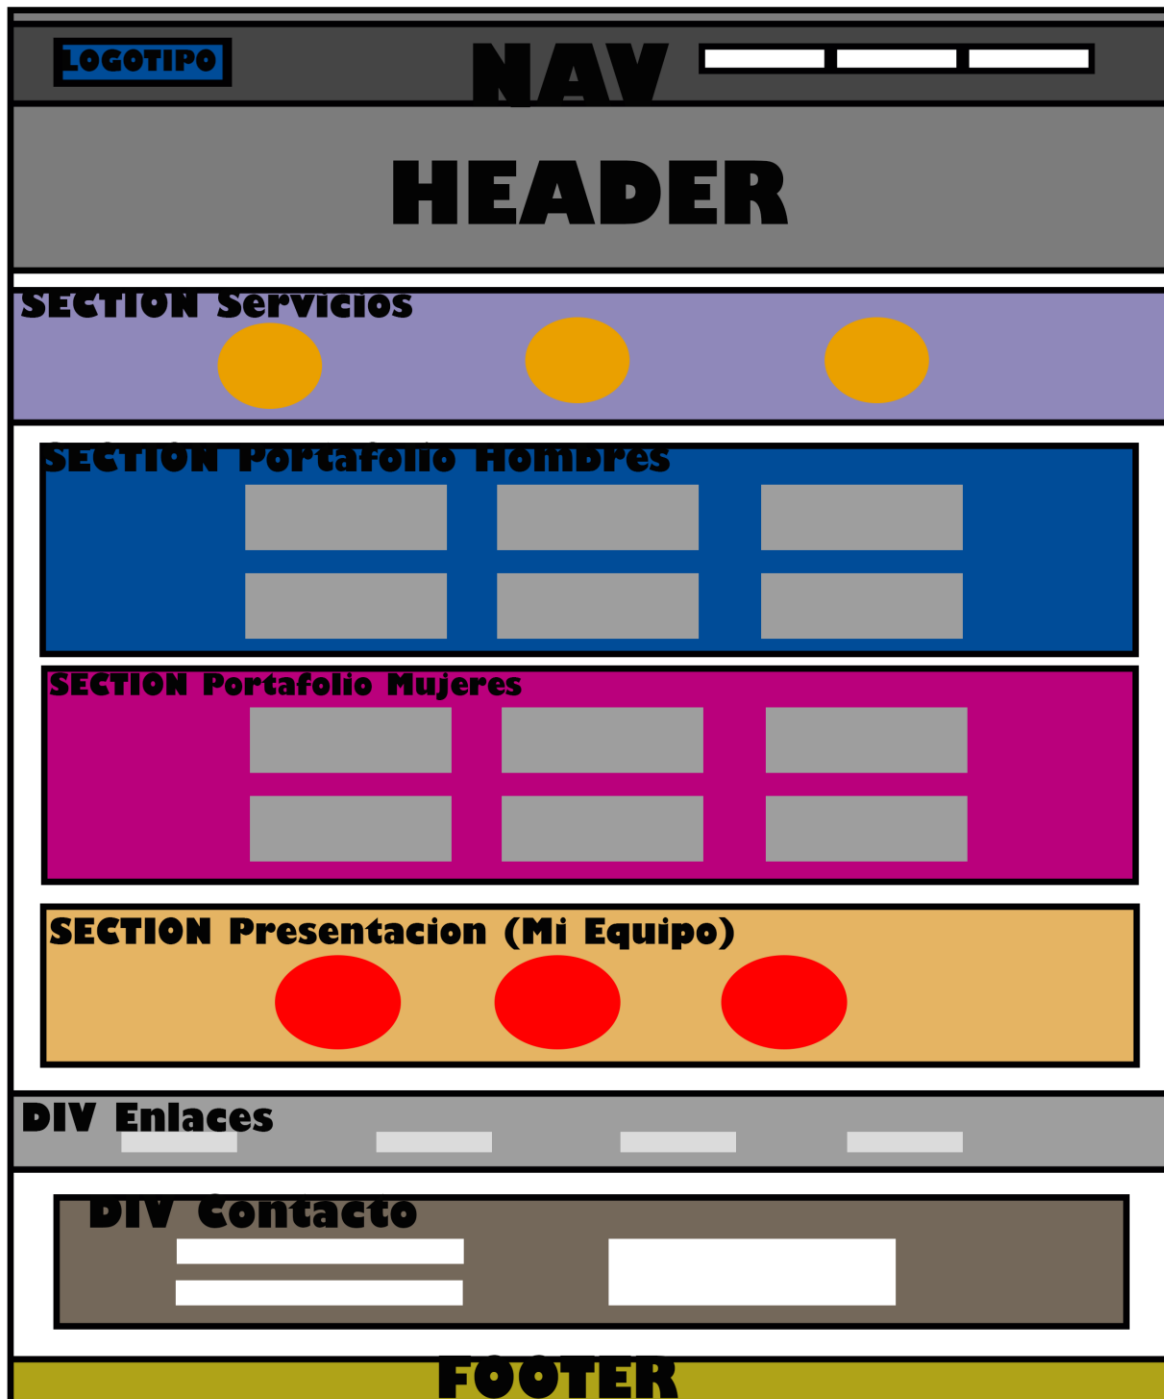 LOGOTIPO
NAV
HEADER
SECTION Servicios
SECTION Portafolio Hombres
SECTION Portafolio Mujeres
SECTION Presentacion (Mi Equipo)
DIV Enlaces
DIV Contacto
FOOTER